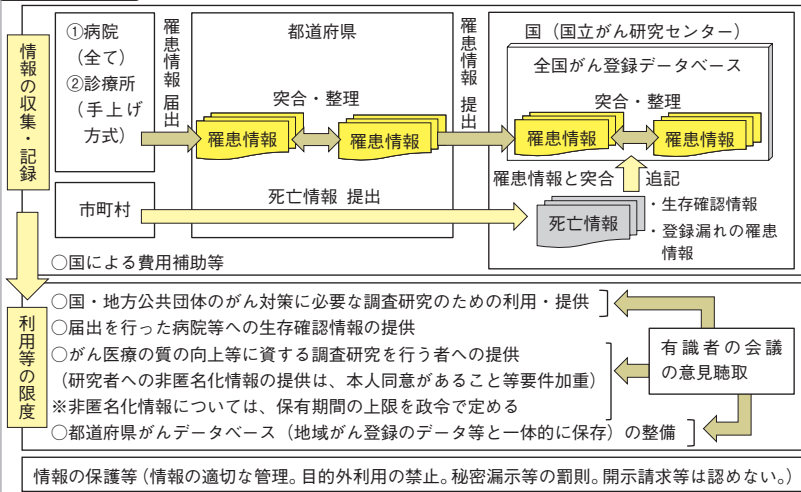 情報の収集・記録
①病院
（全て）
②診療所
（手上げ
方式）
罹患情報 届出
都道府県
突合・整理
罹患情報
罹患情報
罹患情報 提出
国（国立がん研究センター）
全国がん登録データベース
突合・整理
罹患情報
罹患情報
罹患情報と突合
追記
市町村
死亡情報 提出
死亡情報
・生存確認情報
・登録漏れの罹患
情報
○国による費用補助等
利用等の限度
○国・地方公共団体のがん対策に必要な調査研究のための利用・提供
○届出を行った病院等への生存確認情報の提供
○がん医療の質の向上等に資する調査研究を行う者への提供
（研究者への非匿名化情報の提供は、本人同意があること等要件加重）
※非匿名化情報については、保有期間の上限を政令で定める
○都道府県がんデータベース（地域がん登録のデータ等と一体的に保存）の整備
有識者の会議
の意見聴取
情報の保護等（情報の適切な管理。目的外利用の禁止。秘密漏示等の罰則。開示請求等は認めない。）